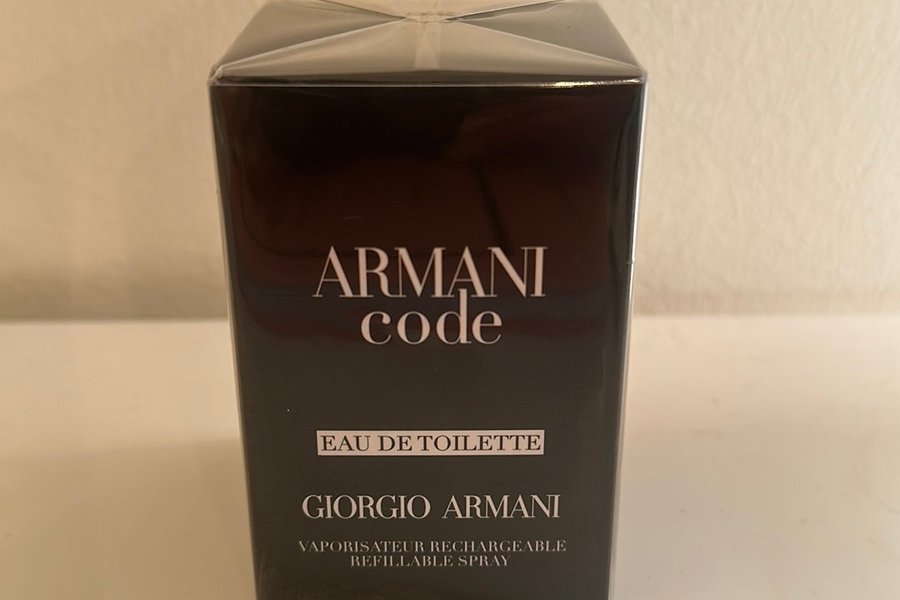 ARMANI
code
EAU DE TOILETTE
GIORGIO ARMANI
VAPORISATEUR RECHARGEABLE
REFILLABLE SPRAY